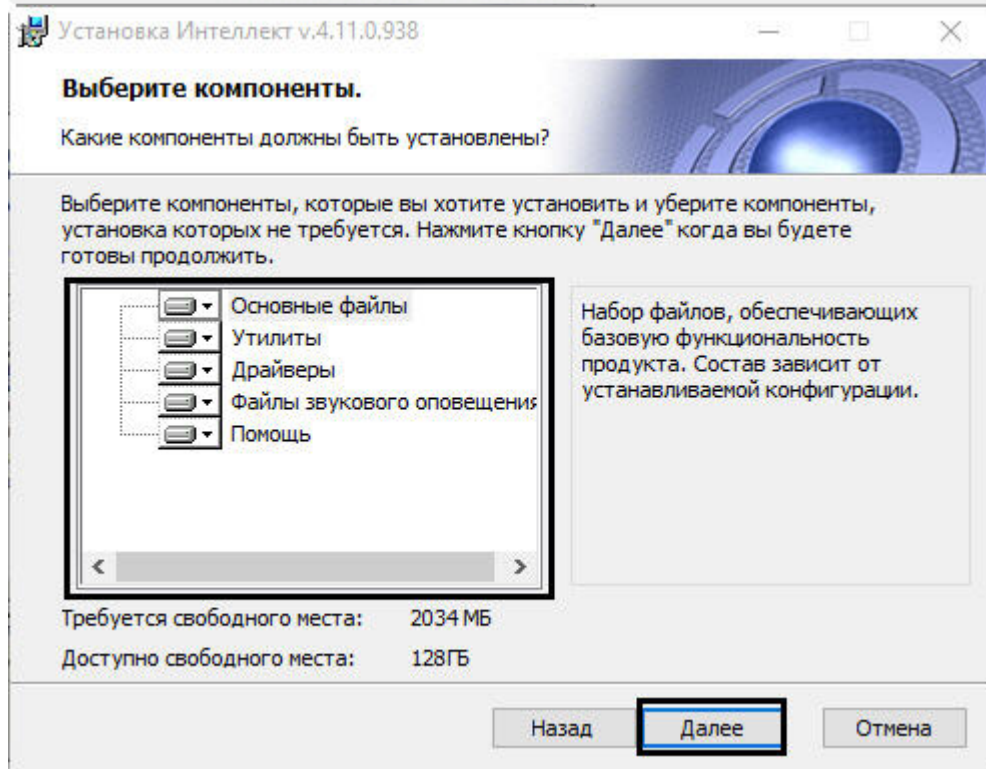 Установка Интеллект v.4.11.0.938
Выберите компоненты.
Какие компоненты должны быть установлены?
Выберите компоненты, которые вы хотите установить и уберите компоненты,
установка которых не требуется. Нажмите кнопку "Далее" когда вы будете
готовы продолжить.
Основные файлы
Утилиты
Драйверы
Файлы звукового оповещения
Помощь
Набор файлов, обеспечивающих
базовую функциональность
продукта. Состав зависит от
устанавливаемой конфигурации.
Требуется свободного места: 2034 МБ
Доступно свободного места: 128ГБ
Назад Далее Отмена